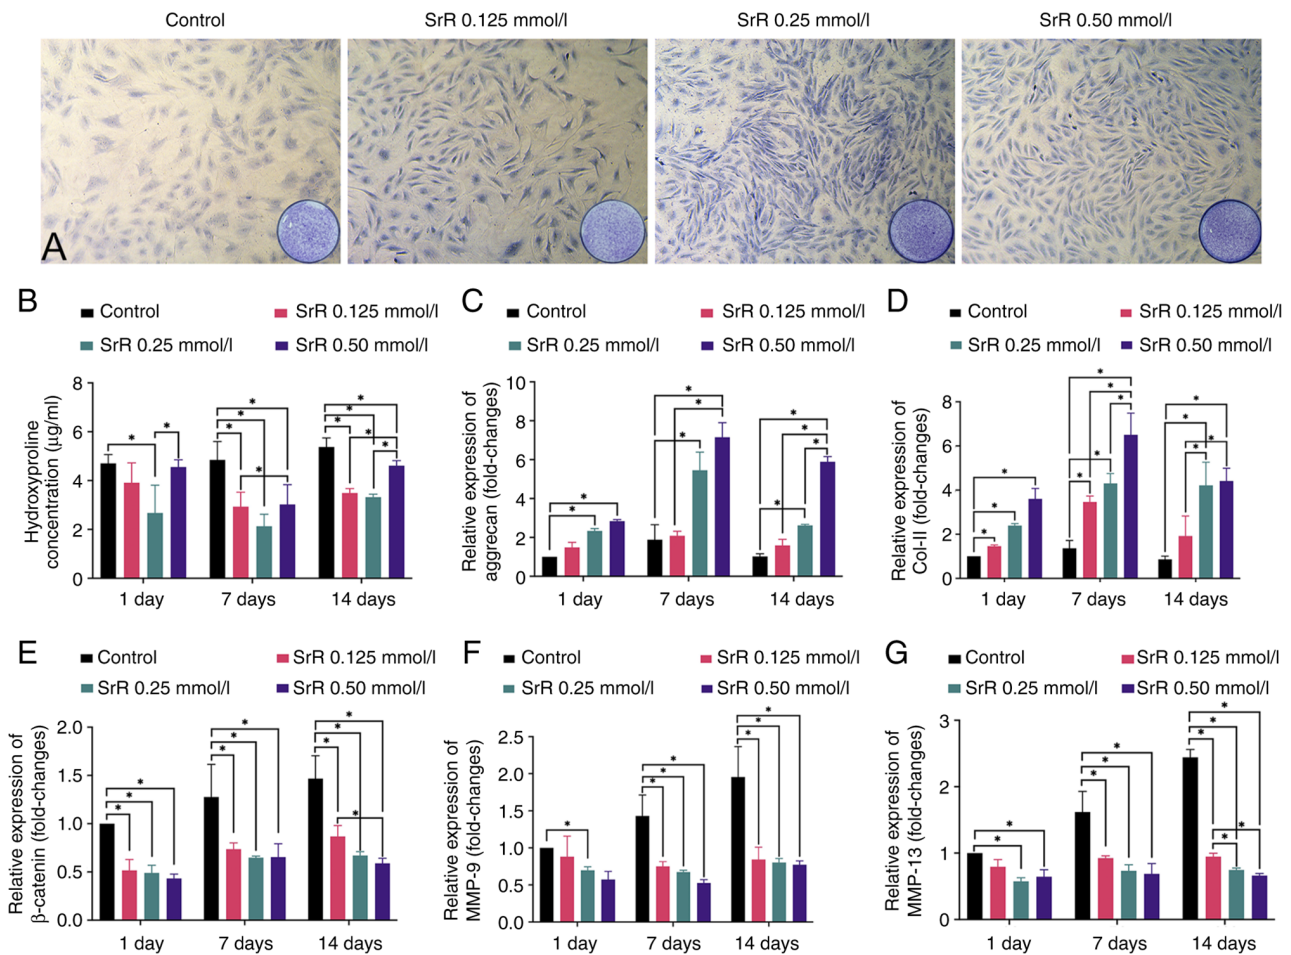 Control SrR 0.125 mmol/l SrR 0.25 mmol/l SrR 0.50 mmol/l
A
B
Control SrR 0.125 mmol/l
SrR 0.25 mmol/l SrR 0.50 mmol/l
Hydroxyproline
concentration (μg/ml)
8
6
4
2
0
* * * * * * * * * * * *
1 day 7 days 14 days
C
Control SrR 0.125 mmol/l
SrR 0.25 mmol/l SrR 0.50 mmol/l
Relative expression of
aggrecan (fold-changes)
10
8
6
4
2
0
* * * * * * * * *
1 day 7 days 14 days
D
Control SrR 0.125 mmol/l
SrR 0.25 mmol/l SrR 0.50 mmol/l
Relative expression of
Col-II (fold-changes)
8
6
4
2
0
* * * * * * * * * * * *
1 day 7 days 14 days
E
Control SrR 0.125 mmol/l
SrR 0.25 mmol/l SrR 0.50 mmol/l
Relative expression of
β-catenin (fold-changes)
2.0
1.5
1.0
0.5
0.0
* * * * * * * * * *
1 day 7 days 14 days
F
Control SrR 0.125 mmol/l
SrR 0.25 mmol/l SrR 0.50 mmol/l
Relative expression of
MMP-9 (fold-changes)
2.5
2.0
1.5
1.0
0.5
0.0
* * * * * * *
1 day 7 days 14 days
G
Control SrR 0.125 mmol/l
SrR 0.25 mmol/l SrR 0.50 mmol/l
Relative expression of
MMP-13 (fold-changes)
3
2
1
0
* * * * * * * * * *
1 day 7 days 14 days